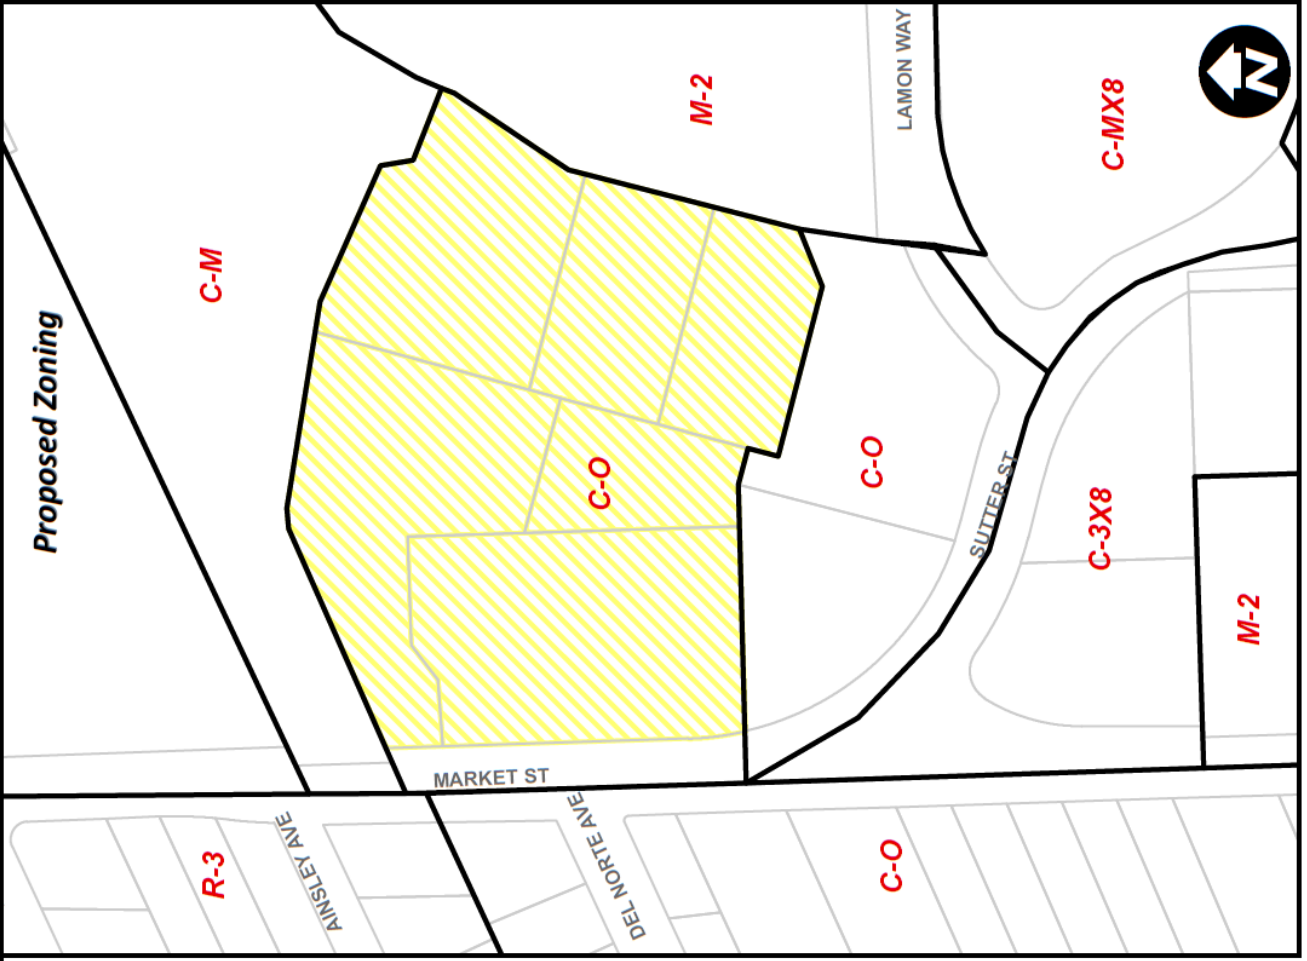 Proposed Zoning
C-M
M-2
LAMON WAY
C-MX8
N
C-O
C-O
SUTTER ST
C-3X8
M-2
MARKET ST
R-3
AINSLEY AVE
DEL NORTE AVE
C-O